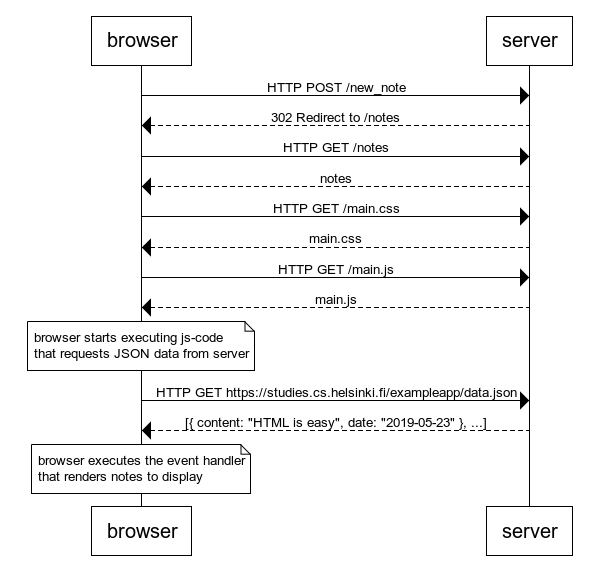 browser
server
HTTP POST /new_note
302 Redirect to /notes
HTTP GET /notes
notes
HTTP GET /main.css
main.css
HTTP GET /main.js
main.js
browser starts executing js-code
that requests JSON data from server
HTTP GET https://studies.cs.helsinki.fi/exampleapp/data.json
[{ content: "HTML is easy", date: "2019-05-23" }, ...]
browser executes the event handler
that renders notes to display
browser
server